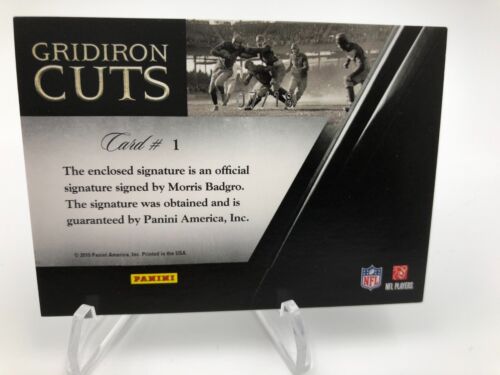 GRIDIRON
CUTS
Card # 1
The enclosed signature is an official
signature signed by Morris Badgro.
The signature was obtained and is
guaranteed by Panini America, Inc.
© 2010 Panini America, Inc. Printed in the USA.
PANINI
NFL
NFL PLAYERS